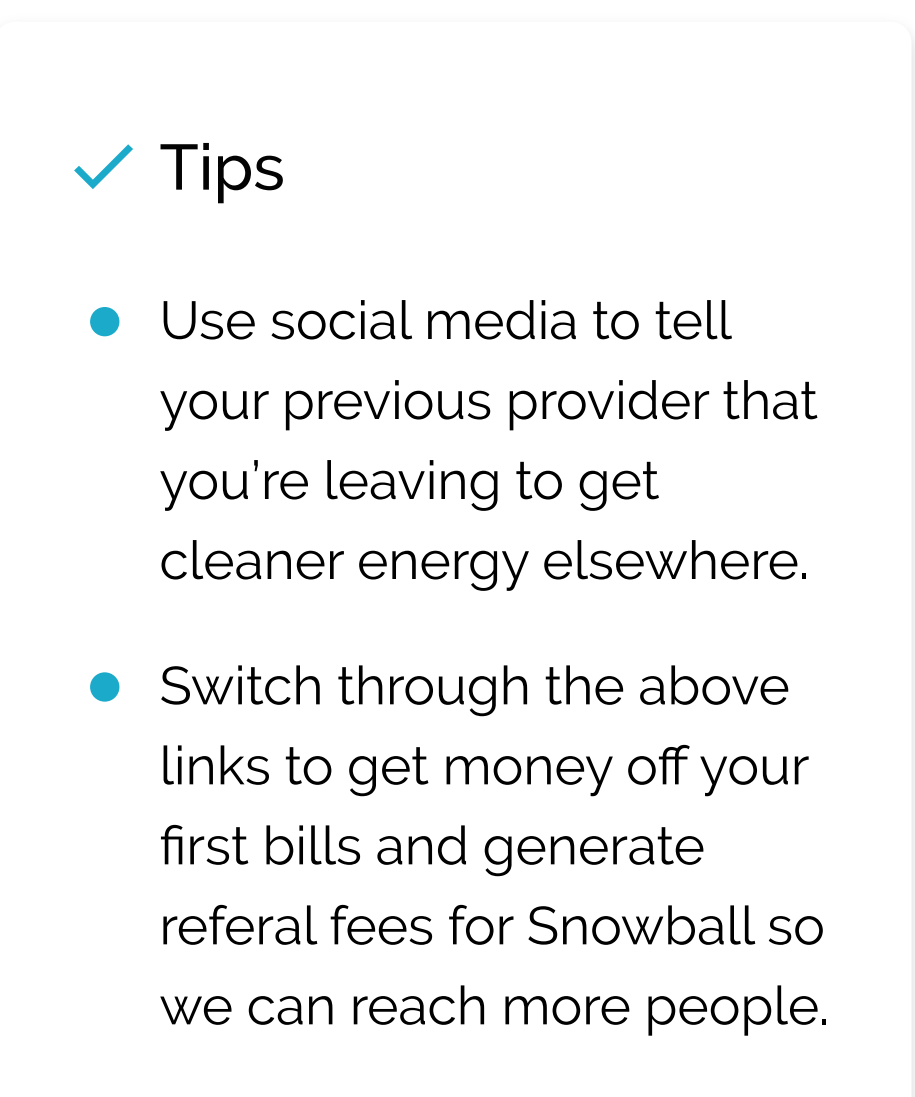 Tips
Use social media to tell
your previous provider that
you’re leaving to get
cleaner energy elsewhere.
Switch through the above
links to get money off your
first bills and generate
referal fees for Snowball so
we can reach more people.